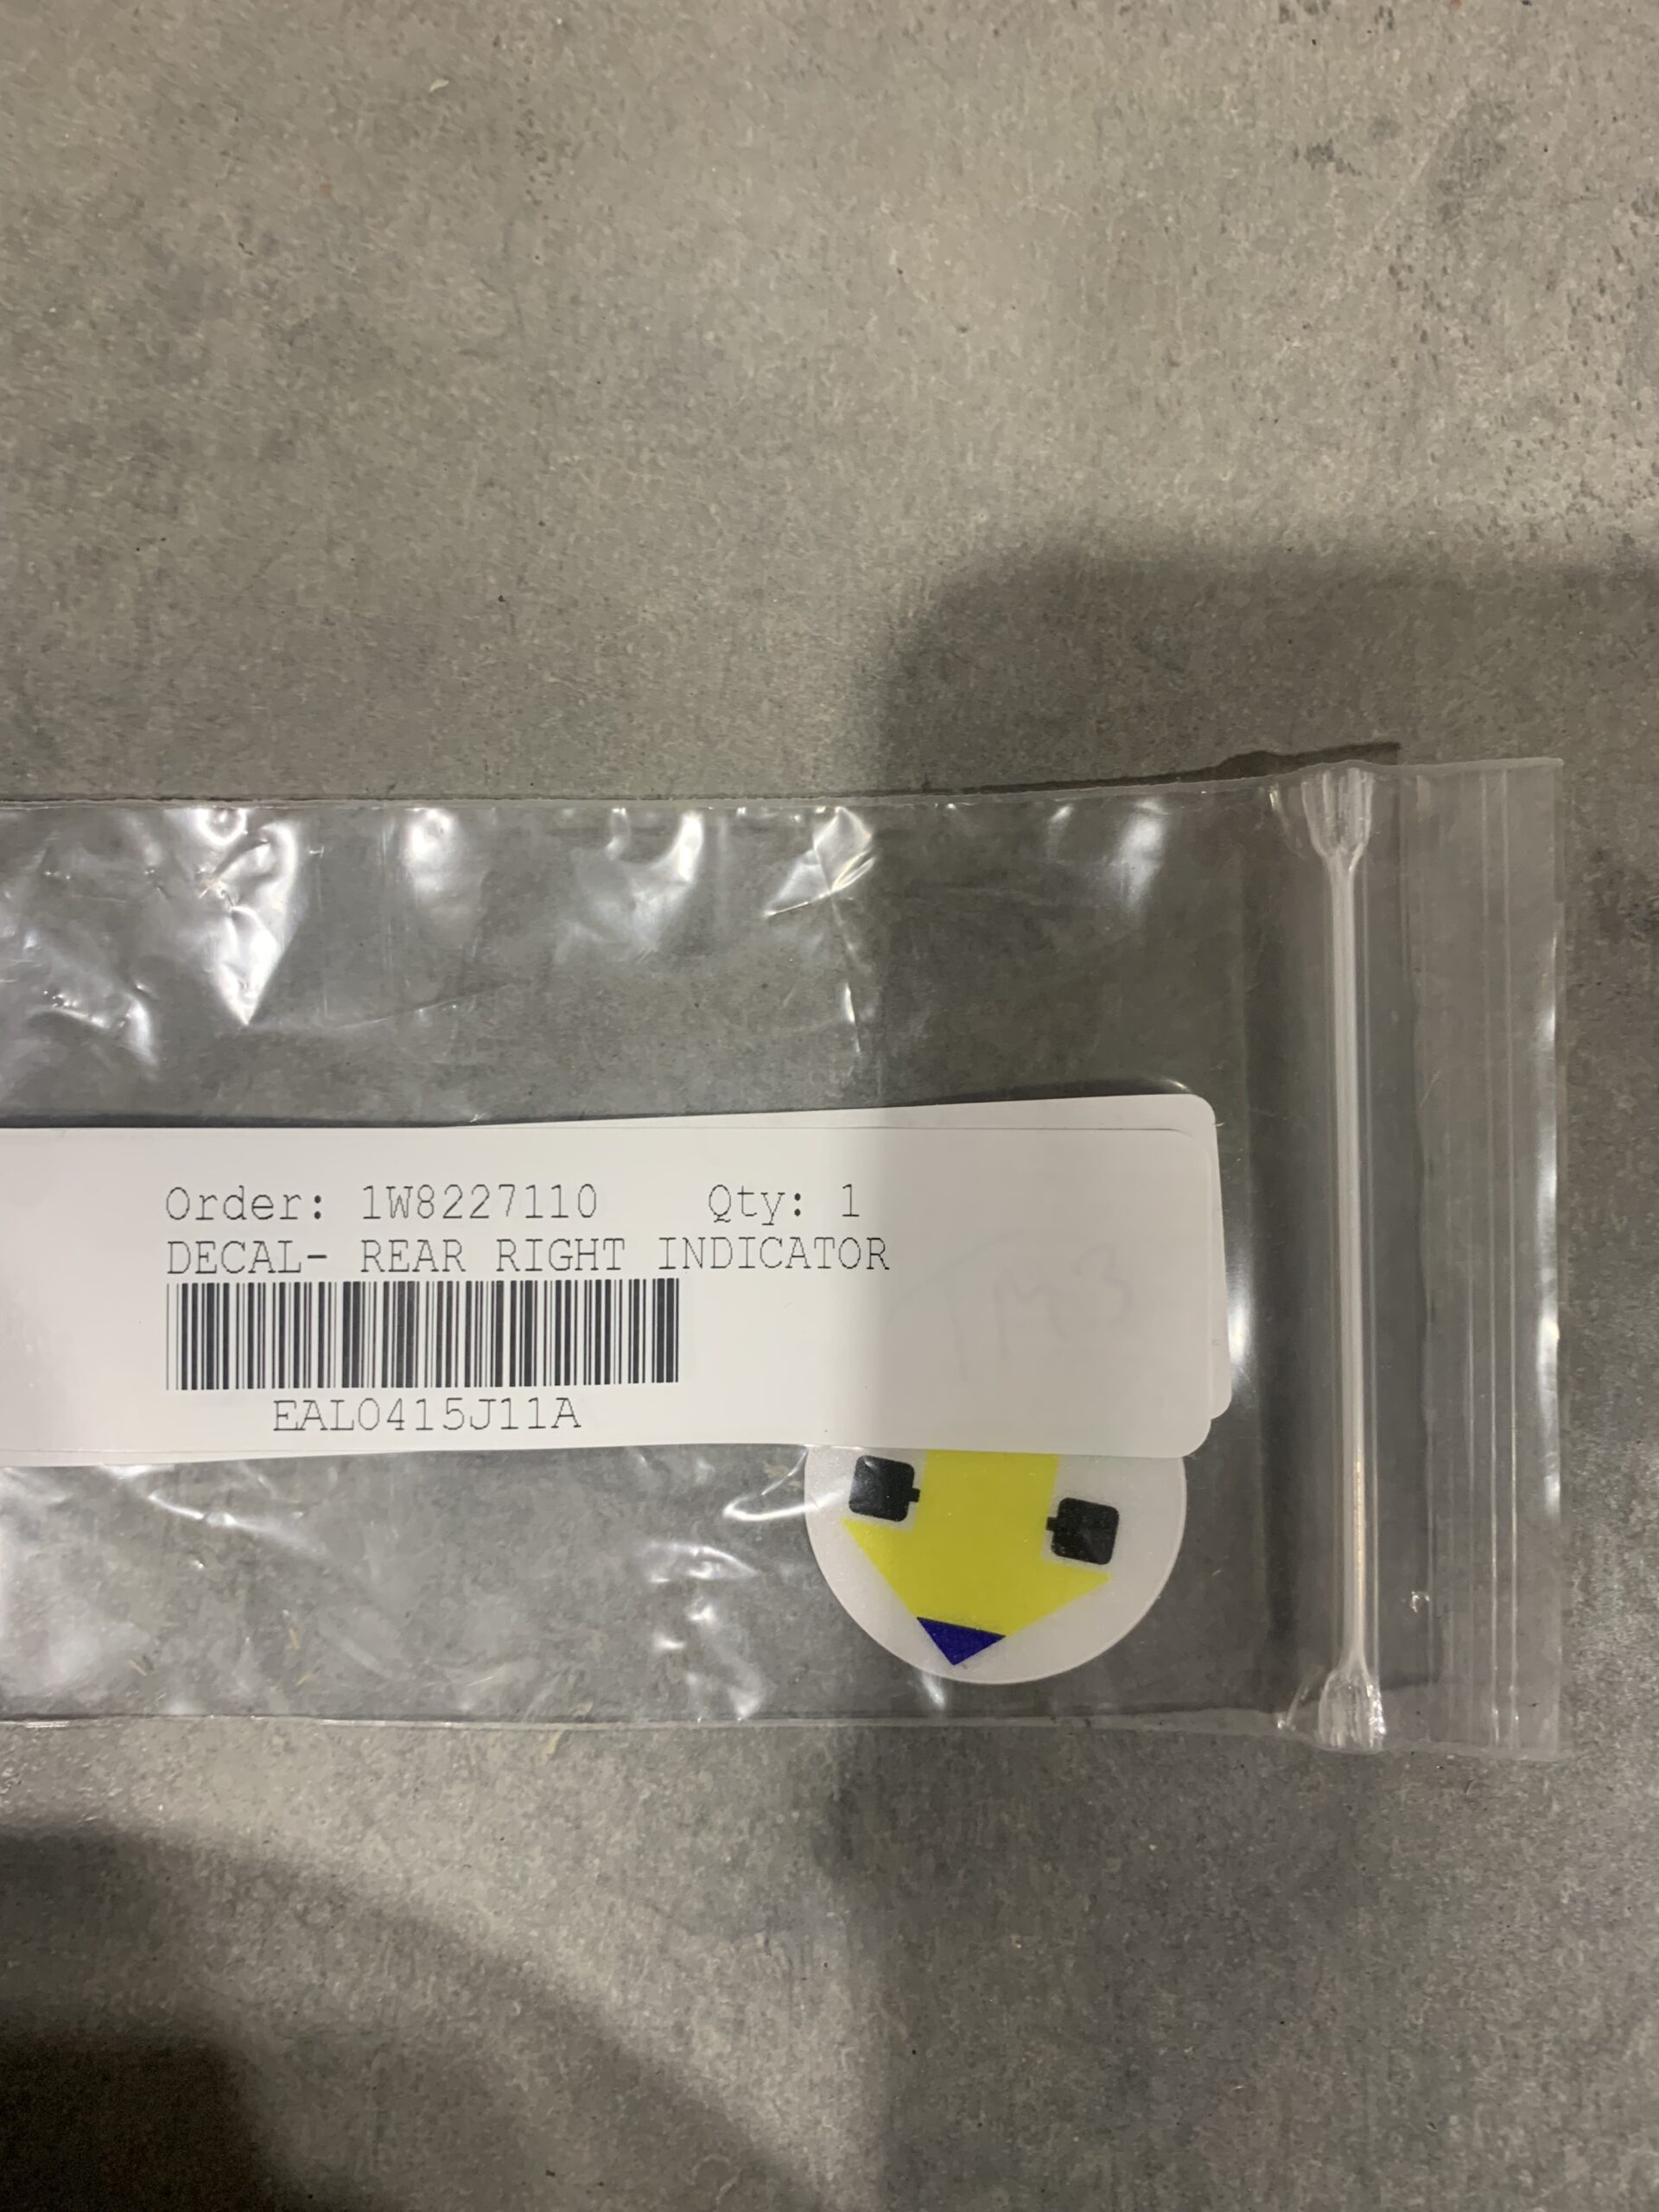 Order: 1W8227110 Qty: 1
DECAL- REAR RIGHT INDICATOR
EAL0415J11A